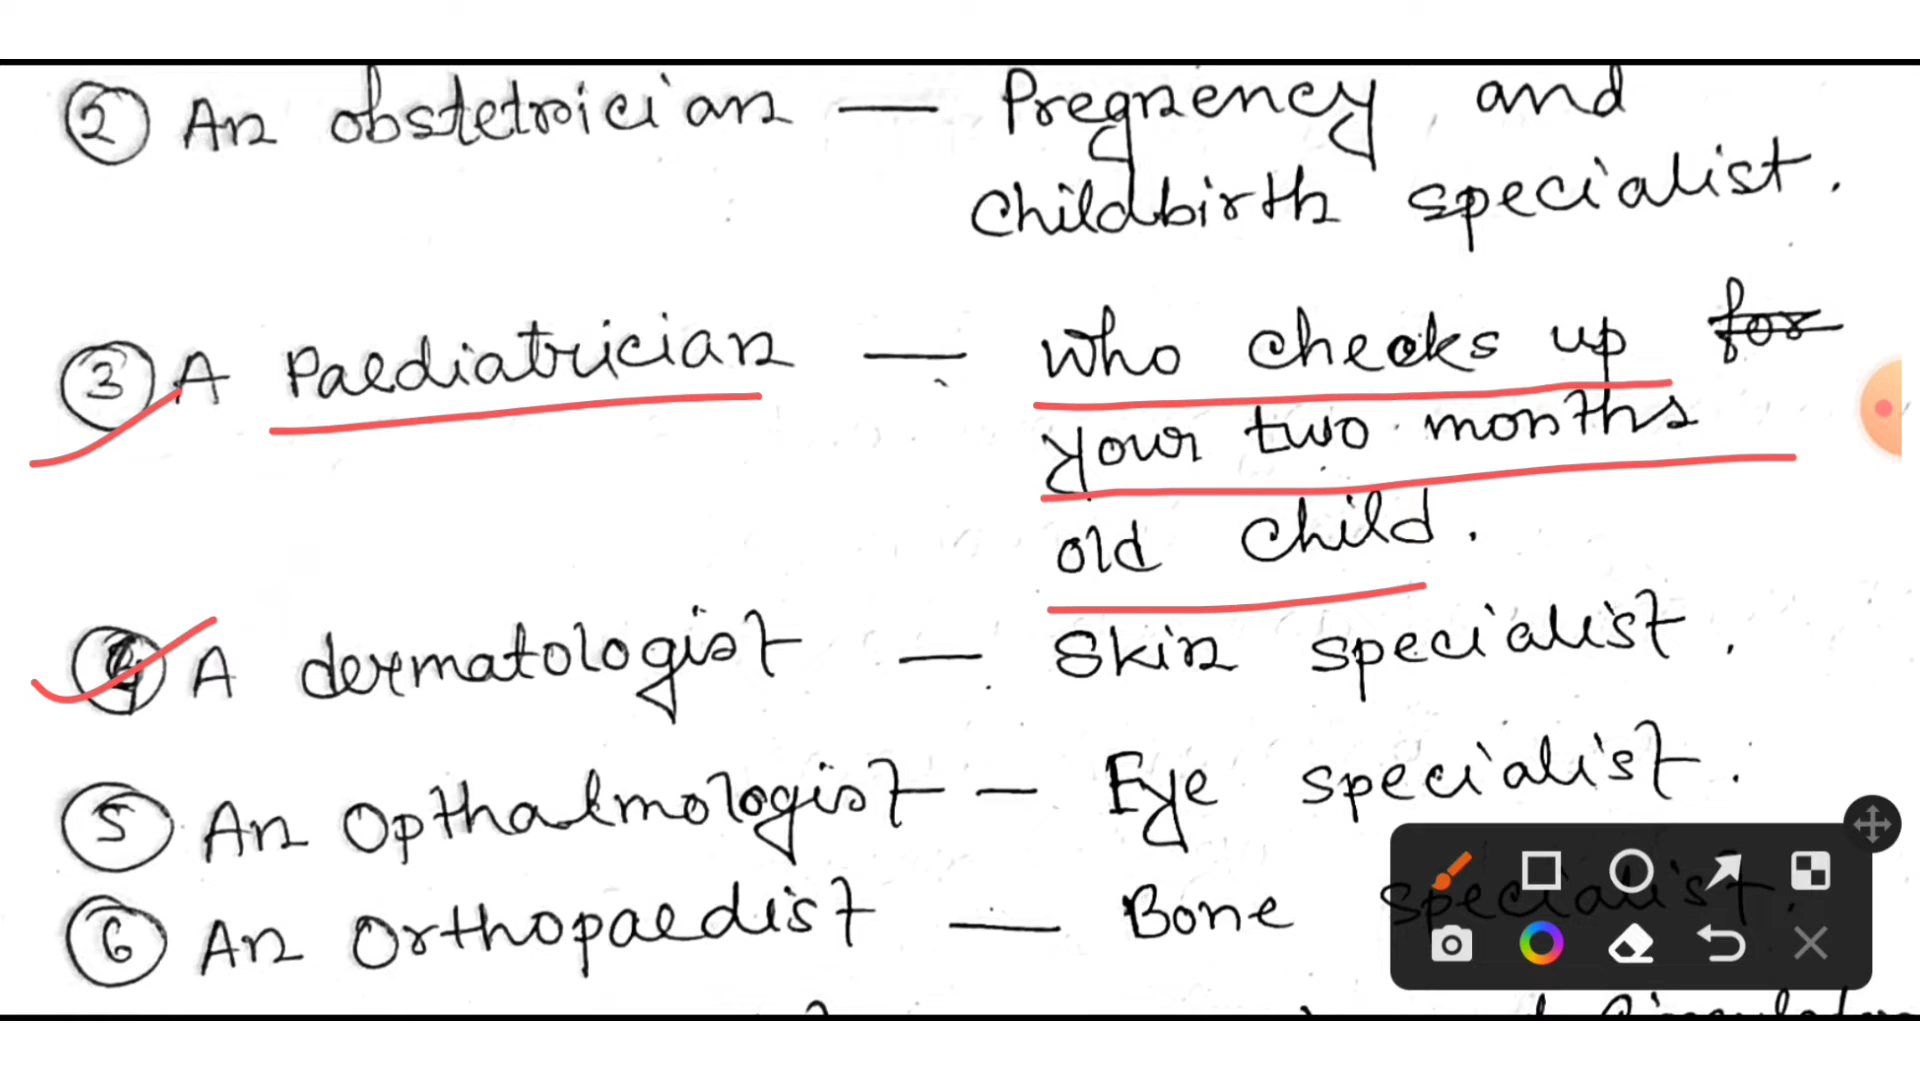 ② An obstetrician — Pregnency and
childbirth specialist.
③ A Paediatrician — who checks up for
your two months
old child.
④ A dermatologist — Skin specialist.
⑤ An Opthalmologist — Eye specialist.
⑥ An Orthopaedist — Bone specialist.